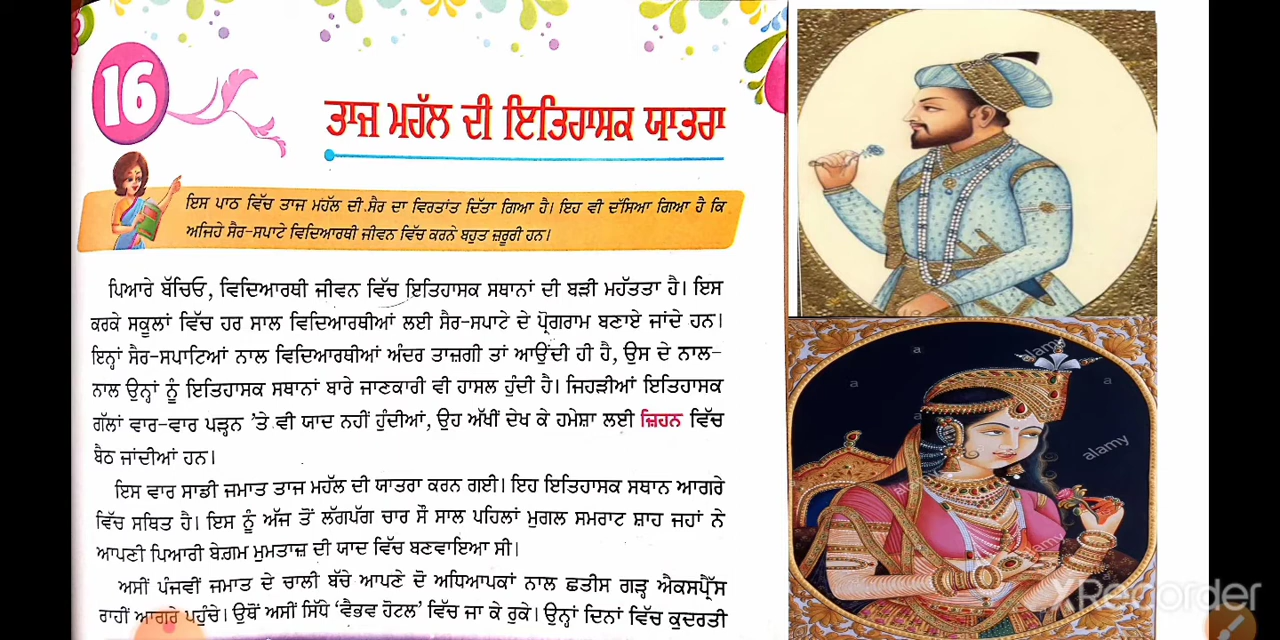 16
ਤਾਜ ਮਹੱਲ ਦੀ ਇਤਿਹਾਸਕ ਯਾਤਰਾ
ਇਸ ਪਾਠ ਵਿੱਚ ਤਾਜ ਮਹੱਲ ਦੀ ਸੈਰ ਦਾ ਵਿਰਤਾਂਤ ਦਿੱਤਾ ਗਿਆ ਹੈ। ਇਹ ਵੀ ਦੱਸਿਆ ਗਿਆ ਹੈ ਕਿ
ਅਜਿਹੇ ਸੈਰ-ਸਪਾਟੇ ਵਿਦਿਆਰਥੀ ਜੀਵਨ ਵਿੱਚ ਕਰਨੇ ਬਹੁਤ ਜ਼ਰੂਰੀ ਹਨ।
ਪਿਆਰੇ ਬੱਚਿਓ, ਵਿਦਿਆਰਥੀ ਜੀਵਨ ਵਿੱਚ ਇਤਿਹਾਸਕ ਸਥਾਨਾਂ ਦੀ ਬੜੀ ਮਹੱਤਤਾ ਹੈ। ਇਸ
ਕਰਕੇ ਸਕੂਲਾਂ ਵਿੱਚ ਹਰ ਸਾਲ ਵਿਦਿਆਰਥੀਆਂ ਲਈ ਸੈਰ-ਸਪਾਟੇ ਦੇ ਪ੍ਰੋਗਰਾਮ ਬਣਾਏ ਜਾਂਦੇ ਹਨ।
ਇਨ੍ਹਾਂ ਸੈਰ-ਸਪਾਟਿਆਂ ਨਾਲ ਵਿਦਿਆਰਥੀਆਂ ਅੰਦਰ ਤਾਜ਼ਗੀ ਤਾਂ ਆਉਂਦੀ ਹੀ ਹੈ, ਉਸ ਦੇ ਨਾਲ-
ਨਾਲ ਉਨ੍ਹਾਂ ਨੂੰ ਇਤਿਹਾਸਕ ਸਥਾਨਾਂ ਬਾਰੇ ਜਾਣਕਾਰੀ ਵੀ ਹਾਸਲ ਹੁੰਦੀ ਹੈ। ਜਿਹੜੀਆਂ ਇਤਿਹਾਸਕ
ਗੱਲਾਂ ਵਾਰ-ਵਾਰ ਪੜ੍ਹਨ 'ਤੇ ਵੀ ਯਾਦ ਨਹੀਂ ਹੁੰਦੀਆਂ, ਉਹ ਅੱਖੀਂ ਦੇਖ ਕੇ ਹਮੇਸ਼ਾ ਲਈ ਜ਼ਿਹਨ ਵਿੱਚ
ਬੈਠ ਜਾਂਦੀਆਂ ਹਨ।
ਇਸ ਵਾਰ ਸਾਡੀ ਜਮਾਤ ਤਾਜ ਮਹੱਲ ਦੀ ਯਾਤਰਾ ਕਰਨ ਗਈ। ਇਹ ਇਤਿਹਾਸਕ ਸਥਾਨ ਆਗਰੇ
ਵਿੱਚ ਸਥਿਤ ਹੈ। ਇਸ ਨੂੰ ਅੱਜ ਤੋਂ ਲੱਗਪੱਗ ਚਾਰ ਸੌ ਸਾਲ ਪਹਿਲਾਂ ਮੁਗਲ ਸਮਰਾਟ ਸ਼ਾਹ ਜਹਾਂ ਨੇ
ਆਪਣੀ ਪਿਆਰੀ ਬੇਗ਼ਮ ਮੁਮਤਾਜ਼ ਦੀ ਯਾਦ ਵਿੱਚ ਬਣਵਾਇਆ ਸੀ।
ਅਸੀਂ ਪੰਜਵੀਂ ਜਮਾਤ ਦੇ ਚਾਲੀ ਬੱਚੇ ਆਪਣੇ ਦੋ ਅਧਿਆਪਕਾਂ ਨਾਲ ਛਤੀਸ ਗੜ੍ਹ ਐਕਸਪ੍ਰੈੱਸ
ਰਾਹੀਂ ਆਗਰੇ ਪਹੁੰਚੇ। ਉਥੋਂ ਅਸੀਂ ਸਿੱਧੇ 'ਵੈਭਵ ਹੋਟਲ' ਵਿੱਚ ਜਾ ਕੇ ਰੁਕੇ। ਉਨ੍ਹਾਂ ਦਿਨਾਂ ਵਿੱਚ ਕੁਦਰਤੀ
a
alamy
a
a
alamy
XRecorder